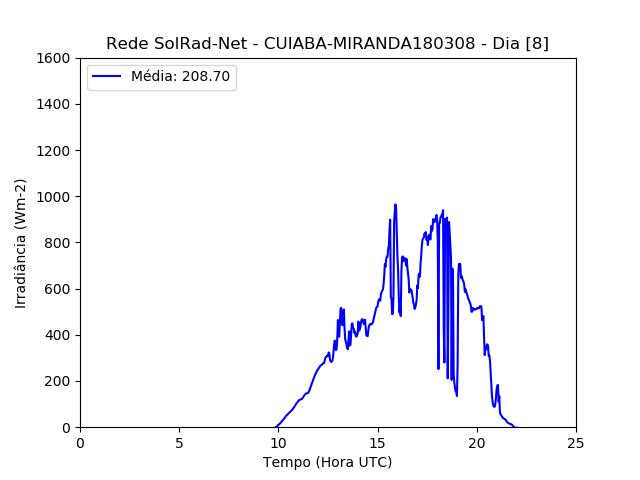 Rede SolRad-Net - CUIABA-MIRANDA180308 - Dia [8]
Média: 208.70
1600
1400
1200
1000
800
600
400
200
0
Irradiância (Wm-2)
0 5 10 15 20 25
Tempo (Hora UTC)